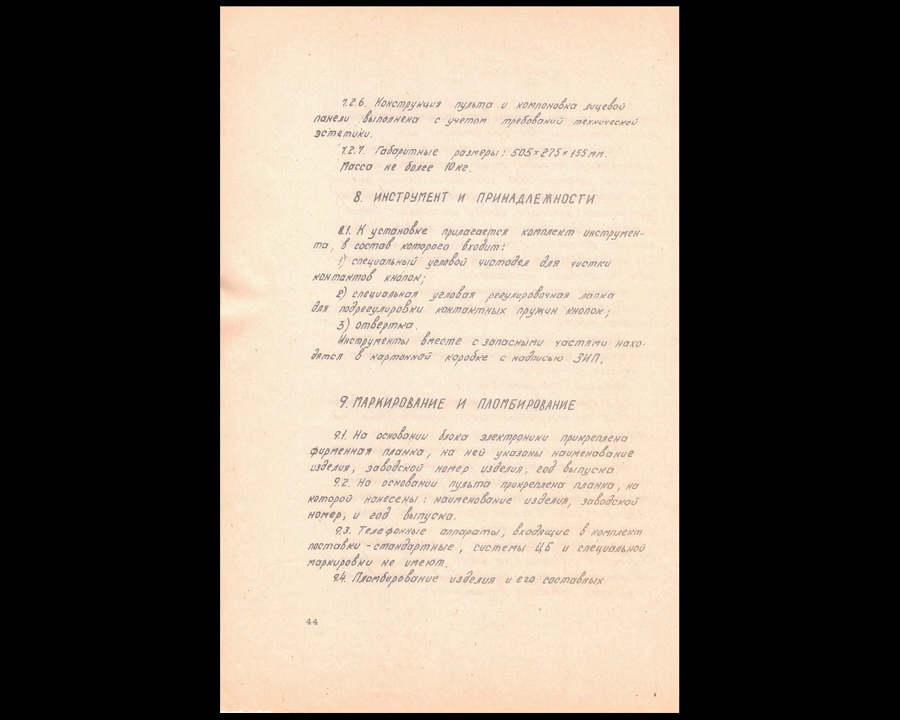 7.2.6. Конструкция пульта и компоновка лицевой
панели выполнена с учетом требований технической
эстетики.
7.2.7. Габаритные размеры: 505×275×155 мм.
Масса не более 10 кг.
8. ИНСТРУМЕНТ И ПРИНАДЛЕЖНОСТИ
8.1. К установке прилагается комплект инструмен-
та, в состав которого входит:
1) специальный угловой чистодел для чистки
контактов кнопок;
2) специальная угловая регулировочная лапка
для подрегулировки контактных пружин кнопок;
3) отвертка.
Инструменты вместе с запасными частями нахо-
дятся в картонной коробке с надписью ЗИП.
9. МАРКИРОВАНИЕ И ПЛОМБИРОВАНИЕ
9.1. На основании блока электроники прикреплена
фирменная планка, на ней указаны наименование
изделия, заводской номер изделия, год выпуска.
9.2. На основании пульта прикреплена планка, на
которой нанесены: наименование изделия, заводской
номер, и год выпуска.
9.3. Телефонные аппараты, входящие в комплект
поставки - стандартные, системы ЦБ и специальной
маркировки не имеют.
9.4. Пломбирование изделия и его составных
44